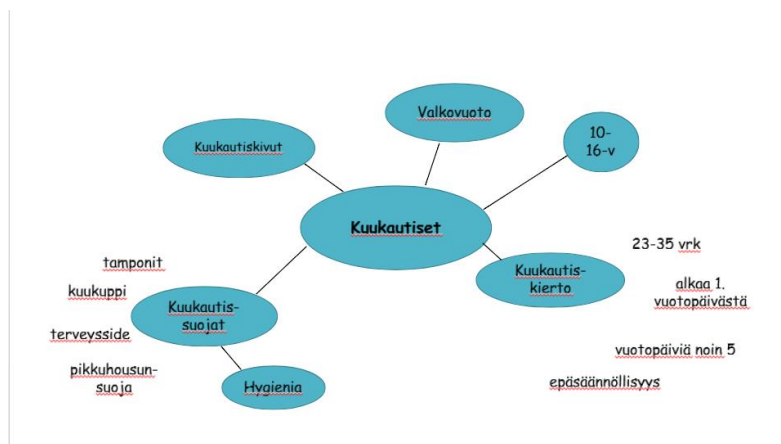 Valkovuoto
10-
16-v
Kuukautiskivut
Kuukautiset
23-35 vrk
Kuukautis-
kierto
alkaa 1.
vuotopäivästä
tamponit
kuukuppi
Kuukautis-
suojat
terveysside
vuotopäiviä noin 5
pikkuhousun-
suoja
Hygienia
epäsäännöllisyys